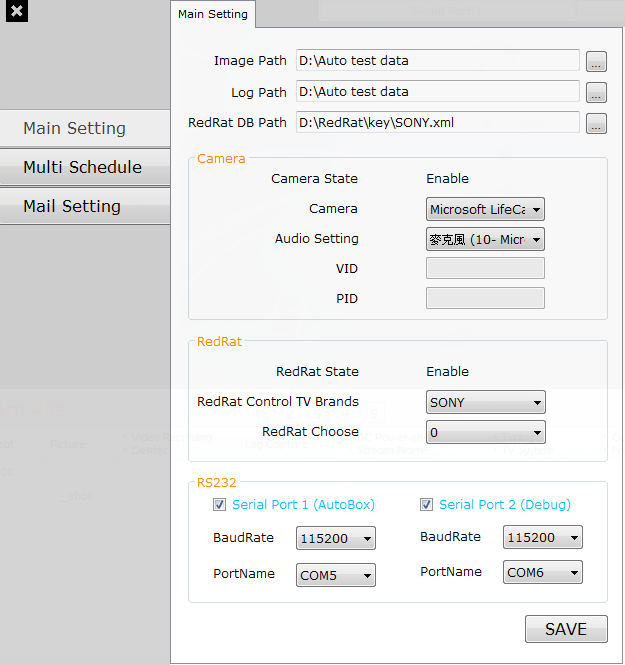 Main Setting
Image Path D:\Auto test data ...
Log Path D:\Auto test data ...
RedRat DB Path D:\RedRat\key\SONY.xml ...
Main Setting
Multi Schedule
Mail Setting
Camera
Camera State Enable
Camera Microsoft LifeCa
Audio Setting 麥克風 (10- Micr
VID
PID
RedRat
RedRat State Enable
RedRat Control TV Brands SONY
RedRat Choose 0
RS232
Serial Port 1 (AutoBox) Serial Port 2 (Debug)
BaudRate 115200 BaudRate 115200
PortName COM5 PortName COM6
SAVE